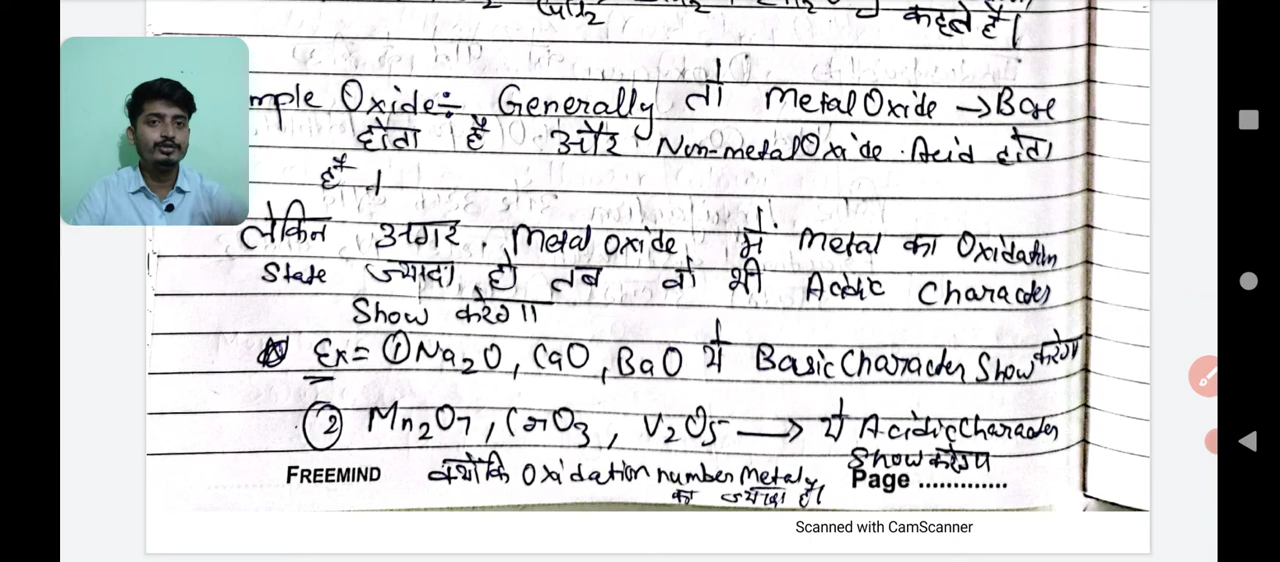 कहते हैं।
mple Oxide÷ Generally तो Metal Oxide → Base
होता है और Non-metal Oxide Acid होता
है ।
लेकिन अगर Metal oxide में Metal का Oxidation
State ज्यादा हो तब वो भी Acidic Character
Show करेगा॥
Ex= ① Na₂O, CaO, BaO ये Basic Character Show करेगा
② Mn₂O₇, CrO₃, V₂O₅ → ये Acidic Character
Show करेगा
क्योंकि Oxidation number Metal
का ज्यादा है।
FREEMIND Page .............
Scanned with CamScanner